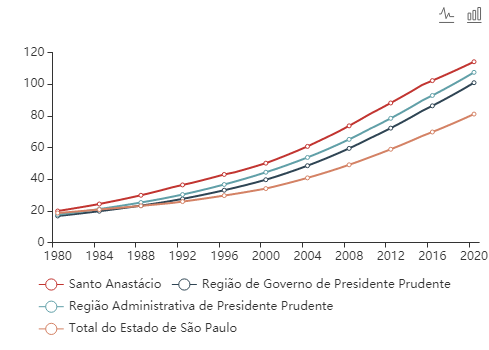 120
100
80
60
40
20
0
1980 1984 1988 1992 1996 2000 2004 2008 2012 2016 2020
Santo Anastácio Região de Governo de Presidente Prudente
Região Administrativa de Presidente Prudente
Total do Estado de São Paulo